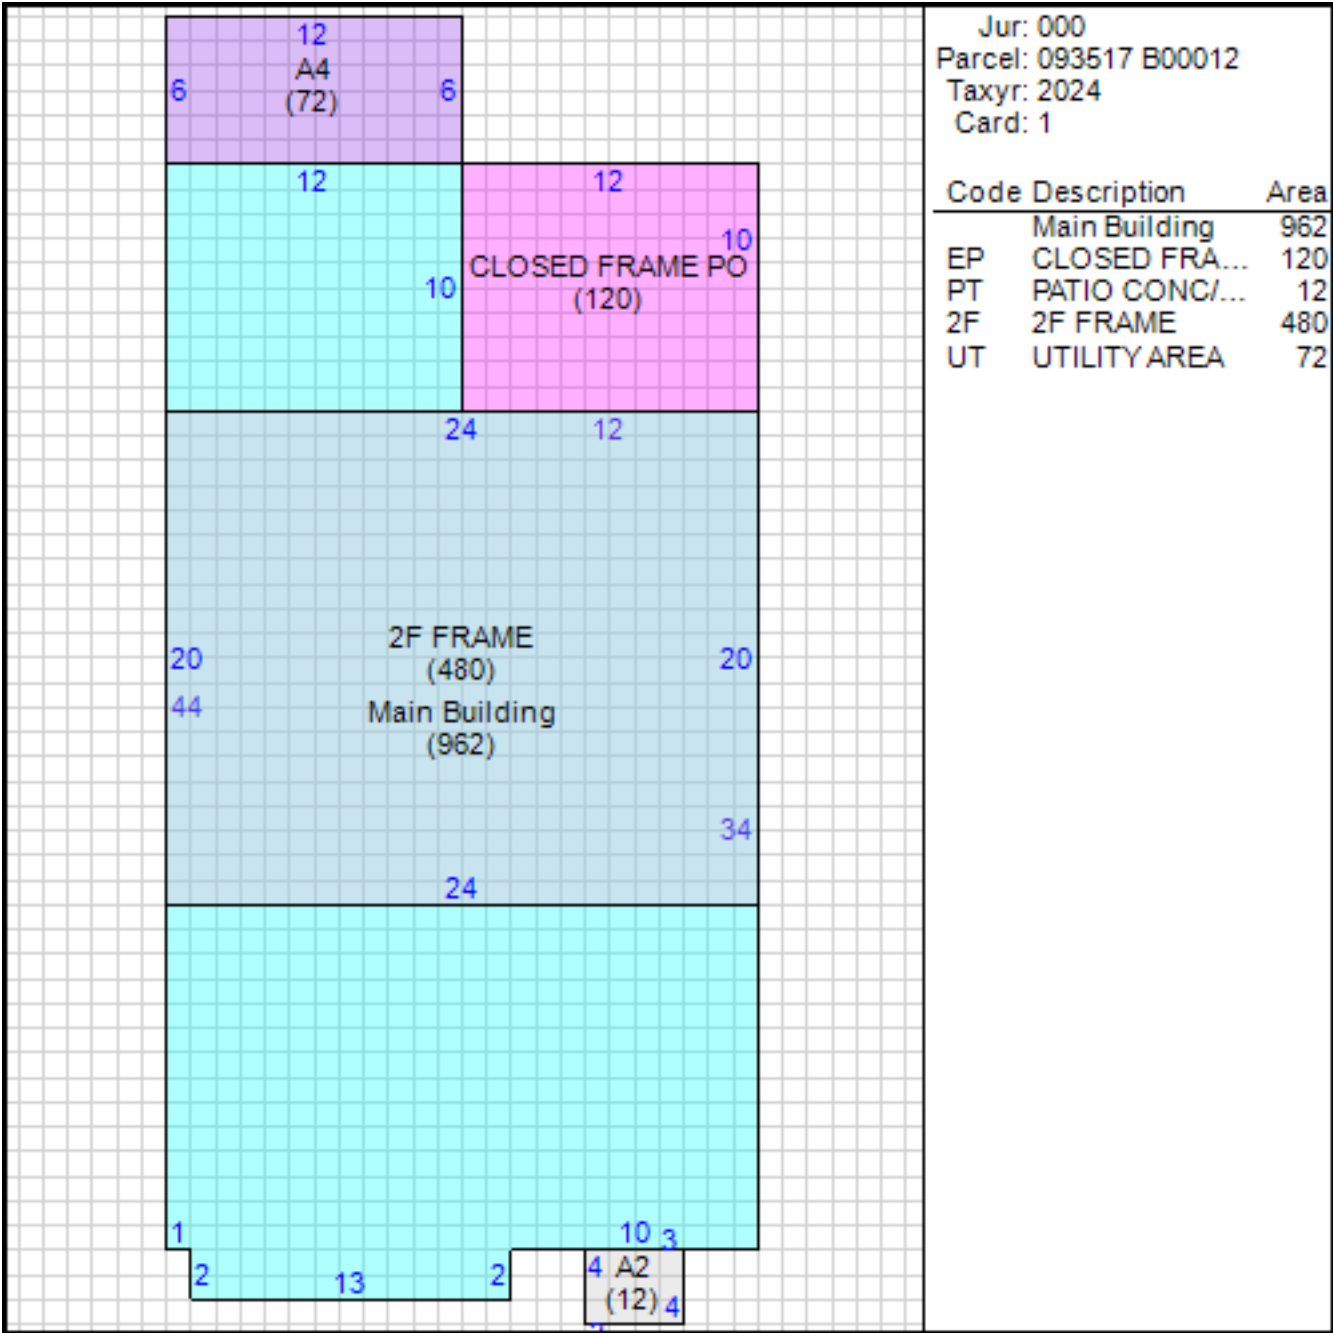 12
A4
6
6
(72)
12
12
10
CLOSED FRAME PO
10
(120)
24
12
2F FRAME
20
(480)
20
44
Main Building
(962)
34
24
1
10
3
2
13
2
4
A2
(12)
4
Jur: 000
Parcel: 093517 B00012
Taxyr: 2024
Card: 1
Code Description Area
Main Building 962
EP CLOSED FRA... 120
PT PATIO CONC/... 12
2F 2F FRAME 480
UT UTILITY AREA 72